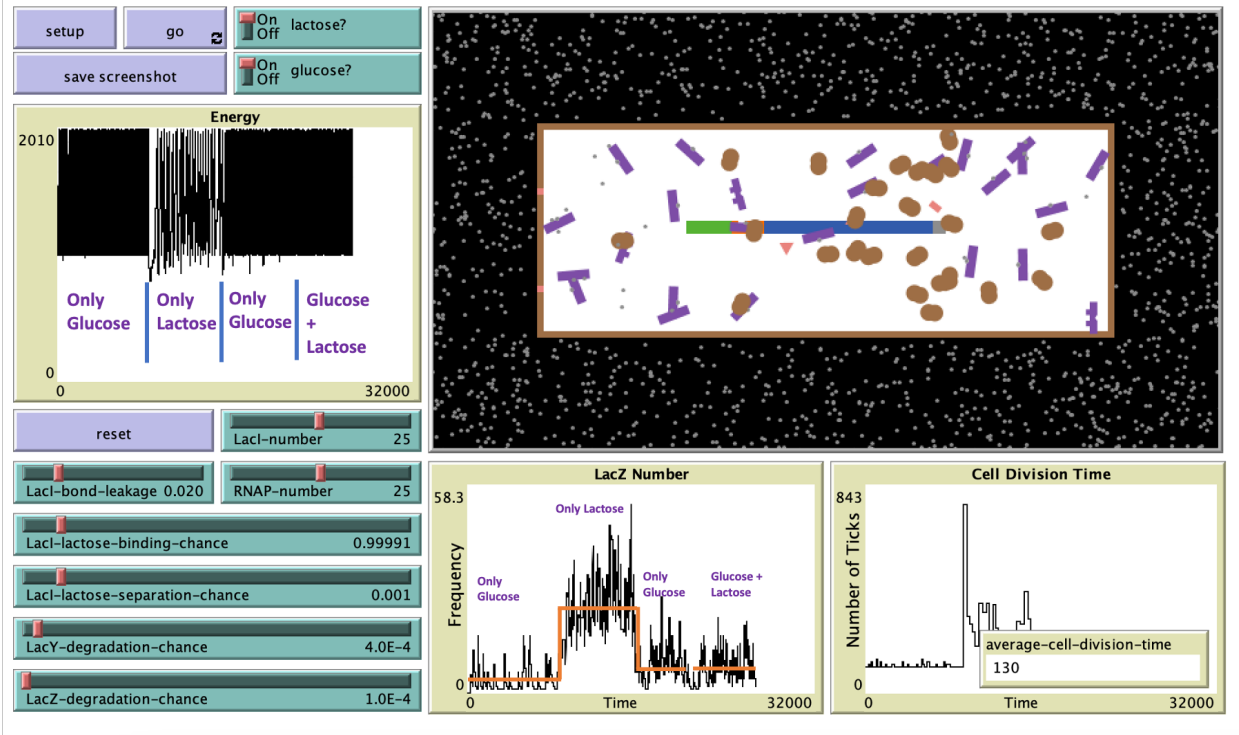 setup
go
On
Off
lactose?
save screenshot
On
Off
glucose?
Energy
2010
Only
Glucose
Only
Lactose
Only
Glucose
Glucose
+
Lactose
0
0
32000
reset
LacI-number
25
LacI-bond-leakage 0.020
RNAP-number
25
LacI-lactose-binding-chance
0.99991
LacI-lactose-separation-chance
0.001
LacY-degradation-chance
4.0E-4
LacZ-degradation-chance
1.0E-4
LacZ Number
58.3
Frequency
Only Lactose
Only
Glucose
Only
Glucose
Glucose +
Lactose
0
0
Time
32000
Cell Division Time
843
Number of Ticks
average-cell-division-time
130
0
0
Time
32000